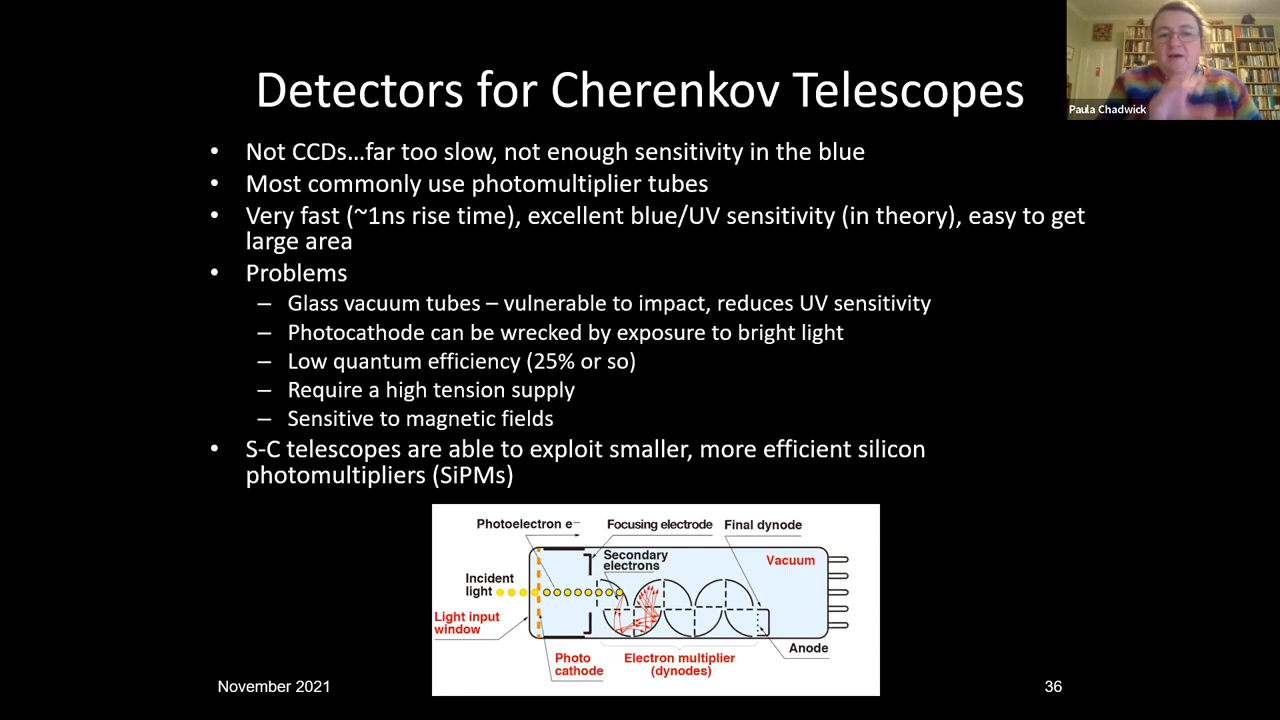 Detectors for Cherenkov Telescopes
Paula Chadwick
• Not CCDs...far too slow, not enough sensitivity in the blue
• Most commonly use photomultiplier tubes
• Very fast (~1ns rise time), excellent blue/UV sensitivity (in theory), easy to get
large area
• Problems
– Glass vacuum tubes – vulnerable to impact, reduces UV sensitivity
– Photocathode can be wrecked by exposure to bright light
– Low quantum efficiency (25% or so)
– Require a high tension supply
– Sensitive to magnetic fields
• S-C telescopes are able to exploit smaller, more efficient silicon
photomultipliers (SiPMs)
Photoelectron e−
Focusing electrode
Final dynode
Secondary
electrons
Vacuum
Incident
light
Light input
window
Photo
cathode
Electron multiplier
(dynodes)
Anode
November 2021
36